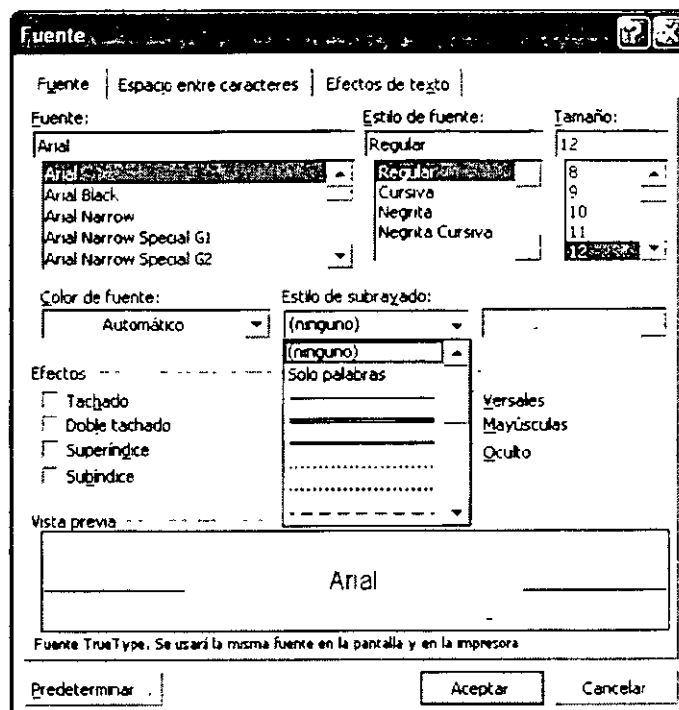 Fuente
Fuente Espacio entre caracteres Efectos de texto
Fuente: Estilo de fuente: Tamaño:
Arial Regular 12
Arial Regular 8
Arial Black Cursiva 9
Arial Narrow Negrita 10
Arial Narrow Special G1 Negrita Cursiva 11
Arial Narrow Special G2 12
Color de fuente: Estilo de subrayado:
Automático (ninguno)
(ninguno)
Efectos Solo palabras
Tachado Versales
Doble tachado Mayúsculas
Superíndice Oculto
Subíndice
Vista previa
Arial
Fuente TrueType. Se usará la misma fuente en la pantalla y en la impresora
Predeterminar . Aceptar Cancelar